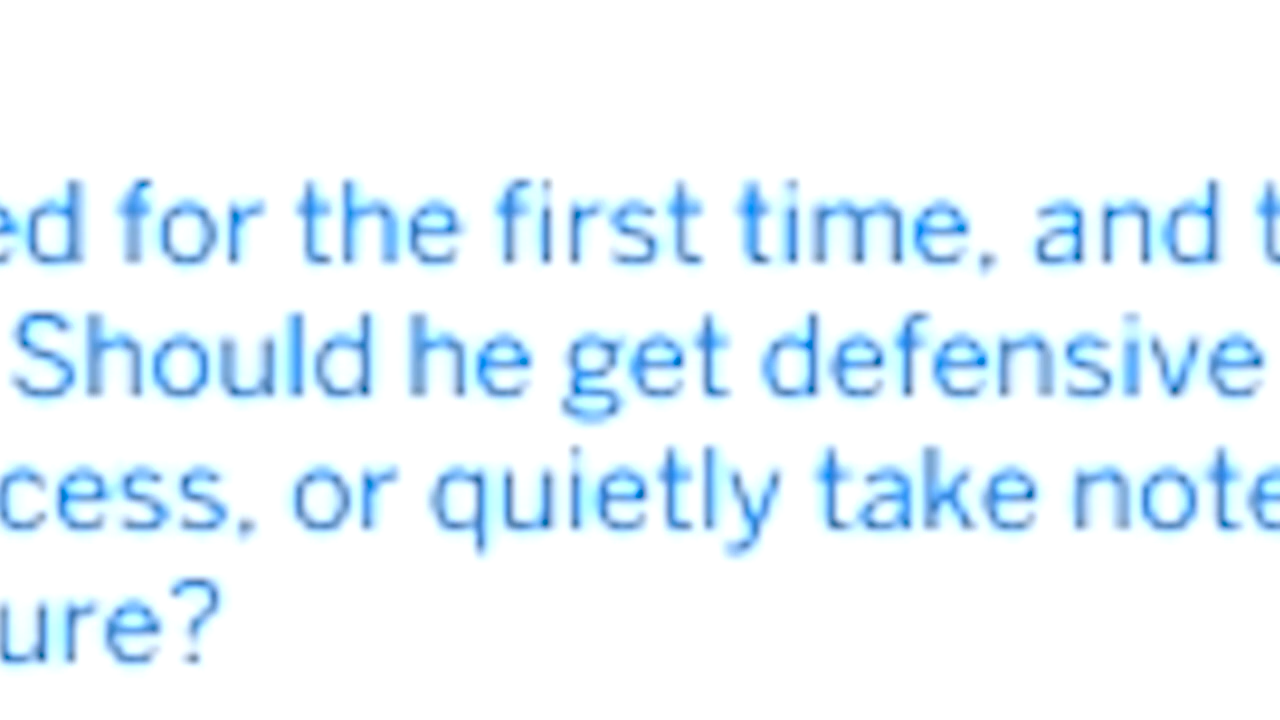 ed for the first time, and t
Should he get defensive
cess, or quietly take note
ure?